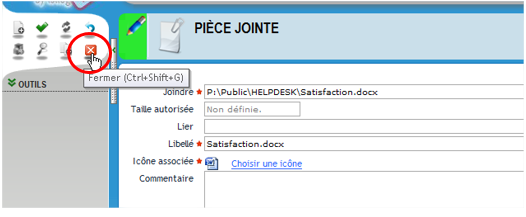 PIÈCE JOINTE
Fermer (Ctrl+Shift+G)
OUTILS
Joindre * P:\Public\HELPDESK\Satisfaction.docx
Taille autorisée Non définie.
Lier
Libellé * Satisfaction.docx
Icône associée * Choisir une icône
Commentaire